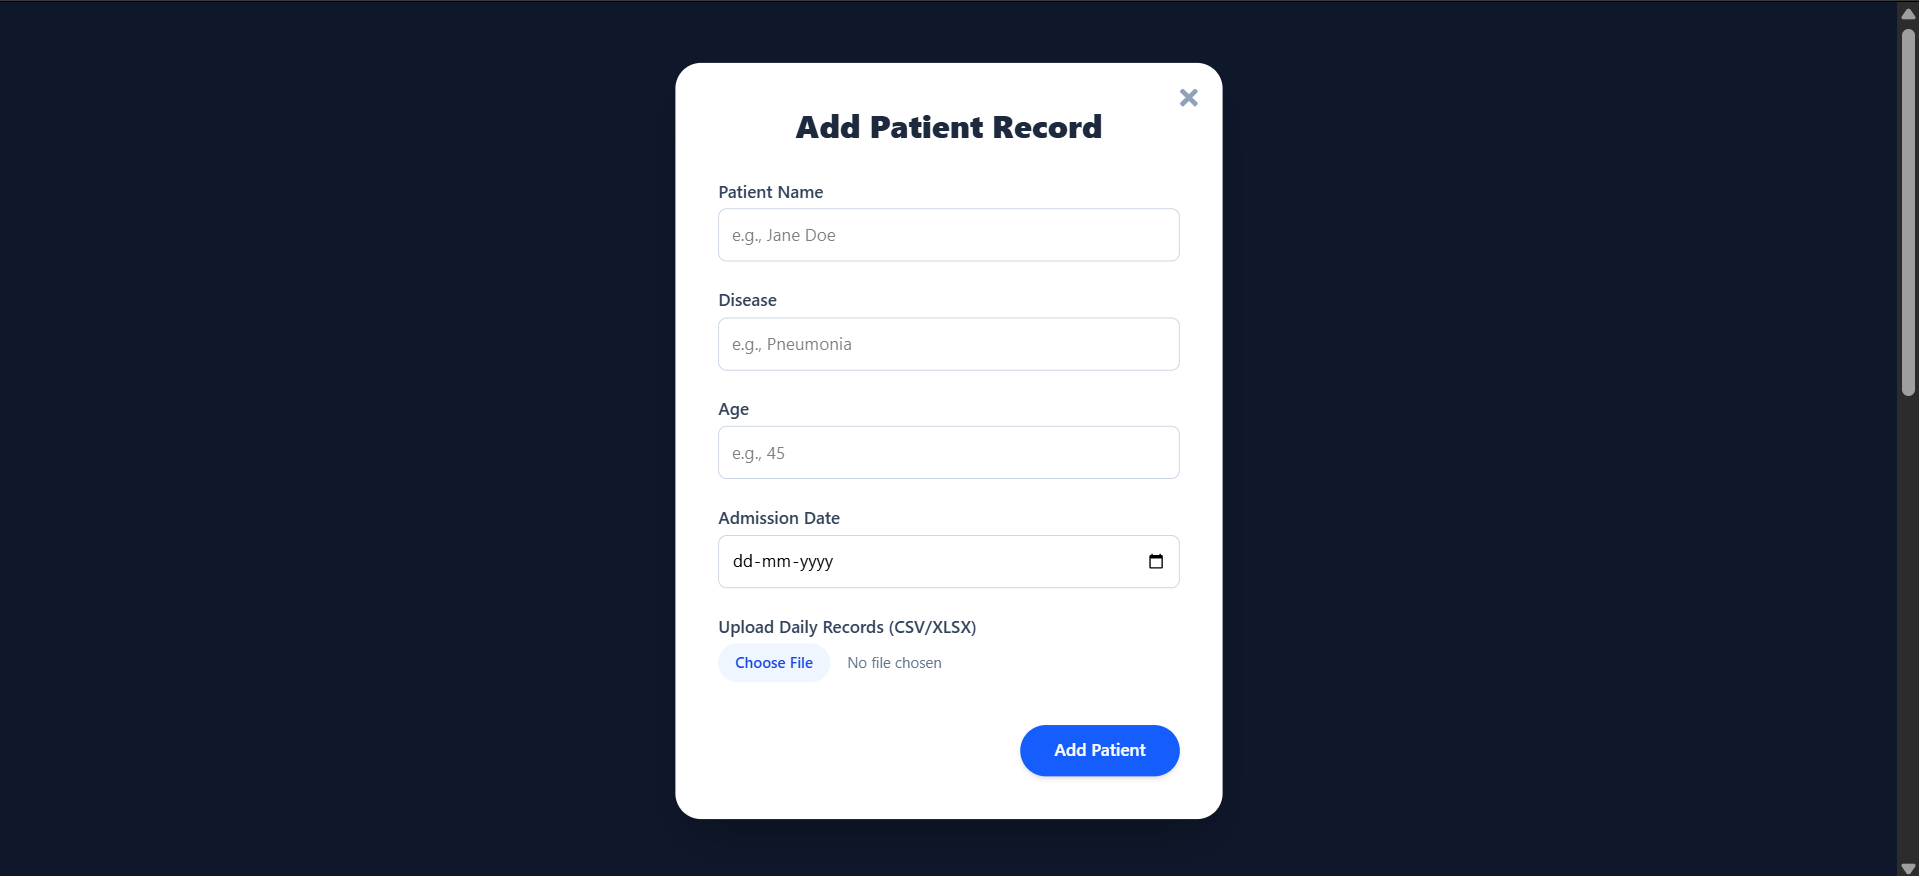 Add Patient Record
Patient Name
e.g., Jane Doe
Disease
e.g., Pneumonia
Age
e.g., 45
Admission Date
dd-mm-yyyy
Upload Daily Records (CSV/XLSX)
Choose File No file chosen
Add Patient